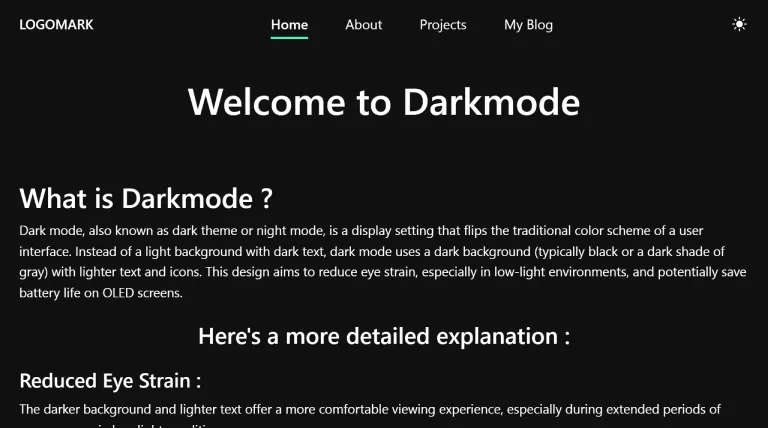 LOGOMARK Home About Projects My Blog
Welcome to Darkmode
What is Darkmode ?
Dark mode, also known as dark theme or night mode, is a display setting that flips the traditional color scheme of a user
interface. Instead of a light background with dark text, dark mode uses a dark background (typically black or a dark shade of
gray) with lighter text and icons. This design aims to reduce eye strain, especially in low-light environments, and potentially save
battery life on OLED screens.
Here's a more detailed explanation :
Reduced Eye Strain :
The darker background and lighter text offer a more comfortable viewing experience, especially during extended periods of